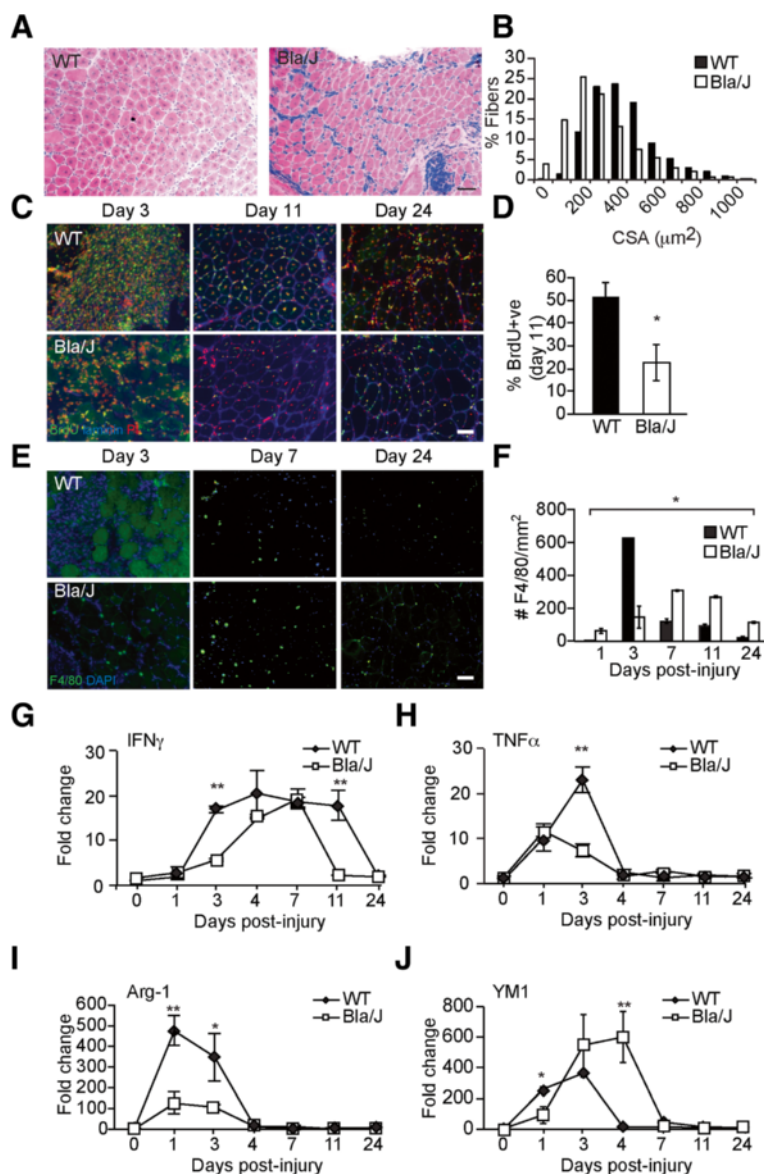 A
WT
Bla/J
B
WT
Bla/J
% Fibers
30
25
20
15
10
5
0
0
200
400
600
800
1000
CSA (μm2)
C
Day 3
Day 11
Day 24
WT
Bla/J
D
% BrdU+ve
(day 11)
60
50
40
30
20
10
0
*
WT
Bla/J
E
Day 3
Day 7
Day 24
WT
Bla/J
F4/80 DAPI
F
*
WT
Bla/J
# F4/80/mm2
800
600
400
200
0
1 3 7 11 24
Days post-injury
G
IFNγ
WT
Bla/J
Fold change
30
20
10
0
**
**
0 1 3 4 7 11 24
Days post-injury
H
TNFα
WT
Bla/J
Fold change
30
20
10
0
**
0 1 3 4 7 11 24
Days post-injury
I
Arg-1
WT
Bla/J
Fold change
600
500
400
300
200
100
0
**
*
0 1 3 4 7 11 24
Days post-injury
J
YM1
WT
Bla/J
Fold change
800
600
400
200
0
*
**
0 1 3 4 7 11 24
Days post-injury